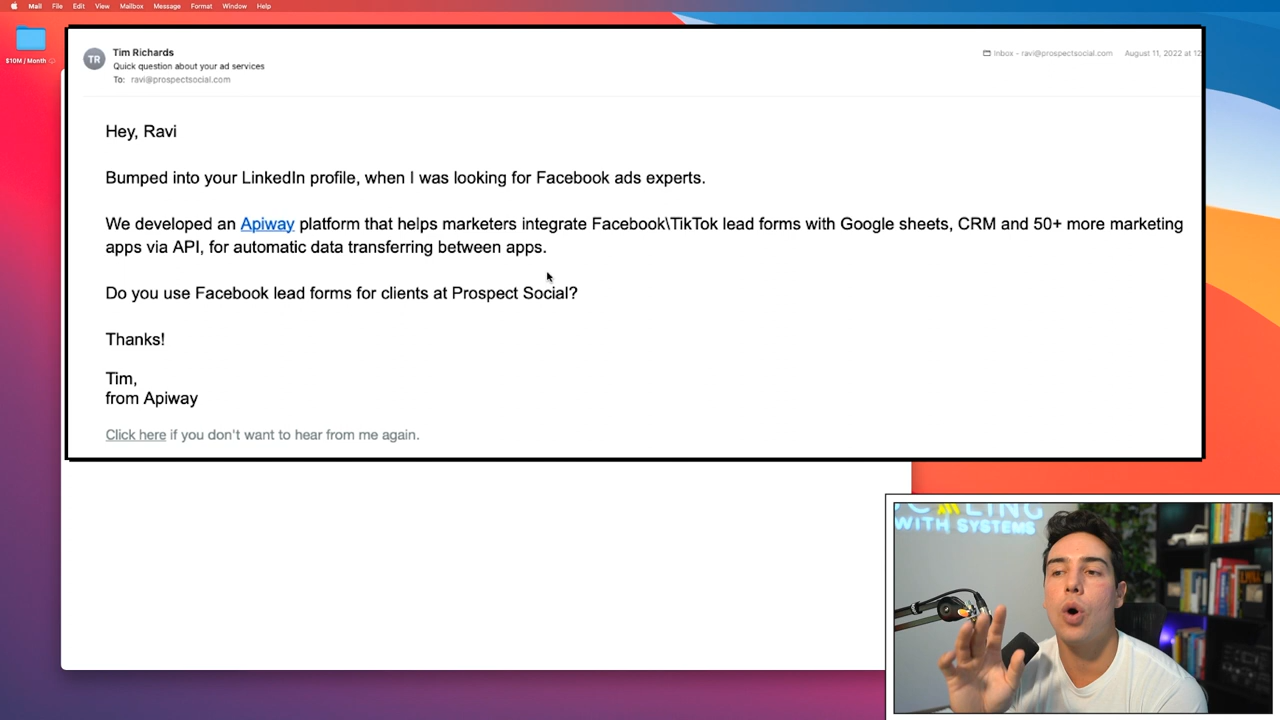 Mail File Edit View Mailbox Message Format Window Help
$10M / Month
TR
Tim Richards
Quick question about your ad services
To: ravi@prospectsocial.com
Inbox - ravi@prospectsocial.com August 11, 2022 at 12
Hey, Ravi
Bumped into your LinkedIn profile, when I was looking for Facebook ads experts.
We developed an Apiway platform that helps marketers integrate Facebook\TikTok lead forms with Google sheets, CRM and 50+ more marketing
apps via API, for automatic data transferring between apps.
Do you use Facebook lead forms for clients at Prospect Social?
Thanks!
Tim,
from Apiway
Click here if you don't want to hear from me again.
WITH SYSTEMS